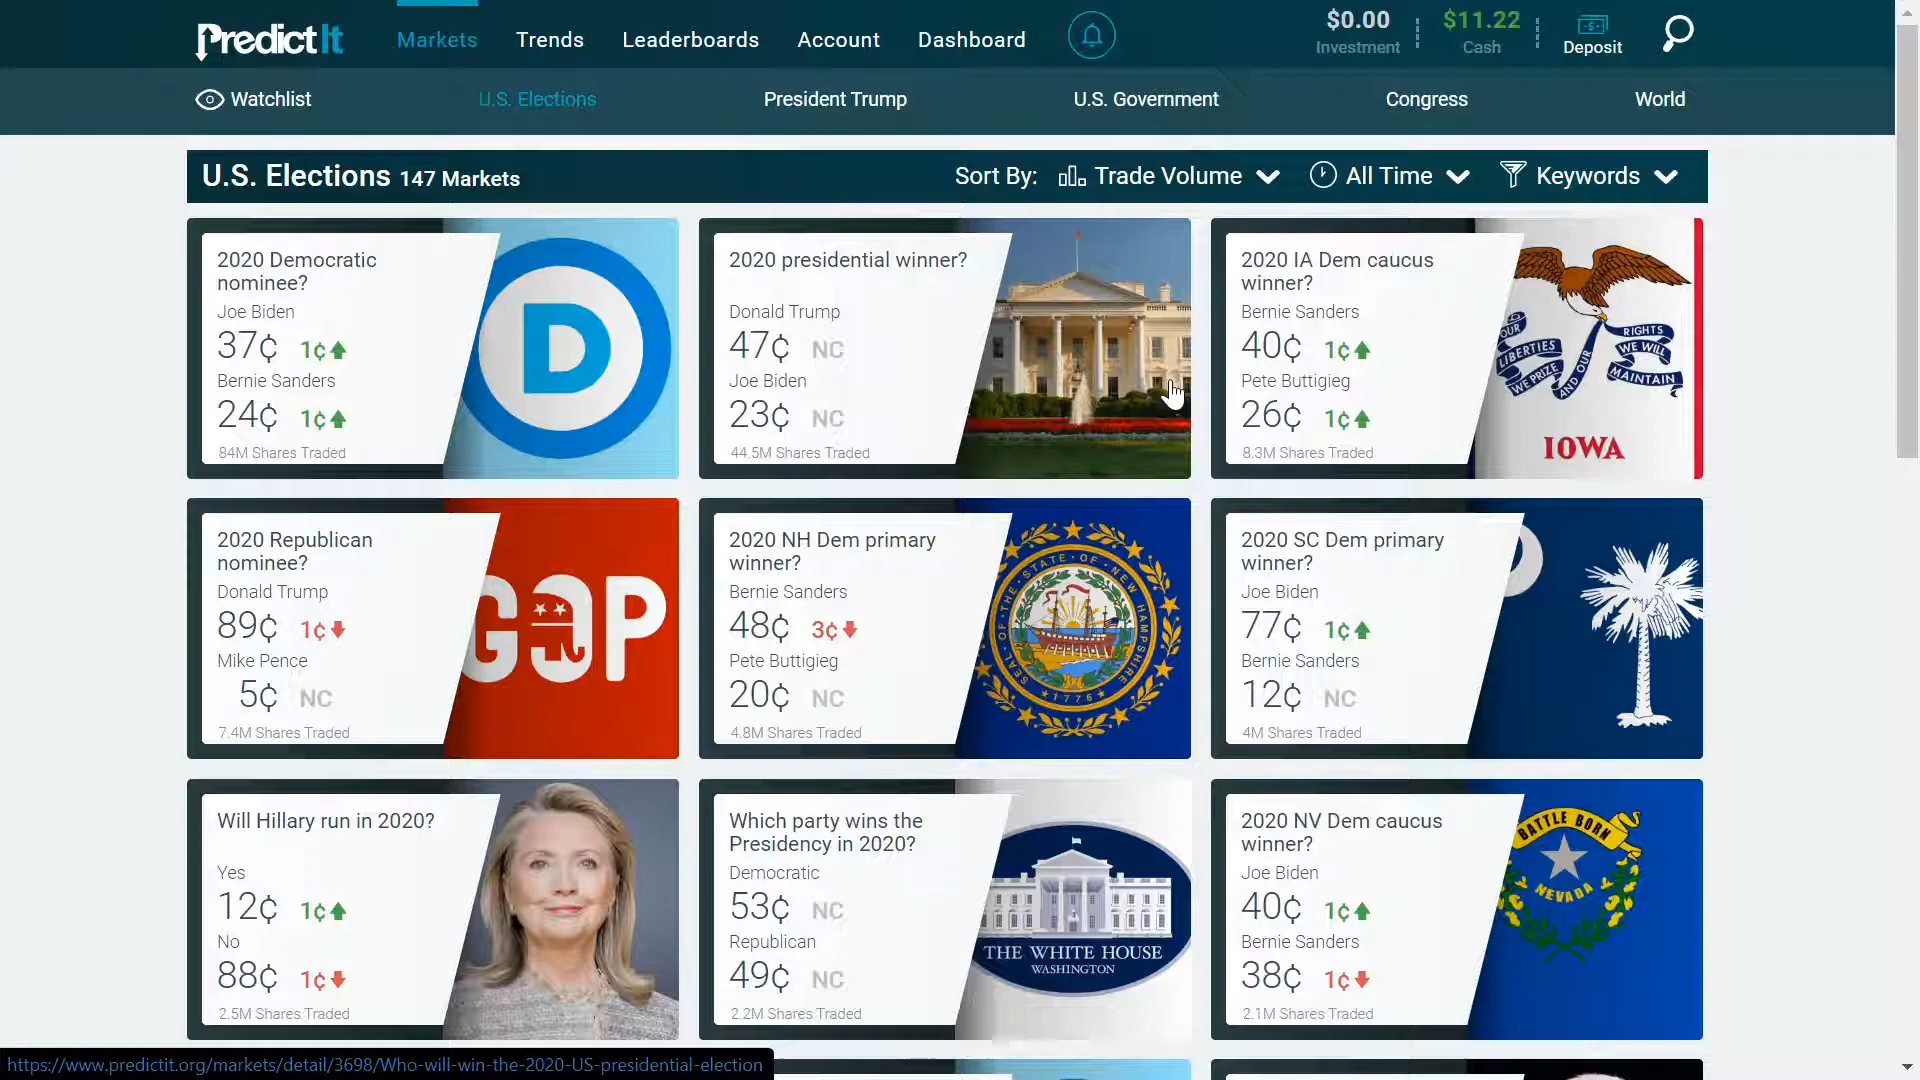 PredictIt
Markets
Trends
Leaderboards
Account
Dashboard
$0.00
Investment
$11.22
Cash
Deposit
Watchlist
U.S. Elections
President Trump
U.S. Government
Congress
World
U.S. Elections 147 Markets
Sort By:
Trade Volume
All Time
Keywords
2020 Democratic
nominee?
Joe Biden
37¢ 1¢
Bernie Sanders
24¢ 1¢
84M Shares Traded
D
2020 presidential winner?
Donald Trump
47¢ NC
Joe Biden
23¢ NC
44.5M Shares Traded
2020 IA Dem caucus
winner?
Bernie Sanders
40¢ 1¢
Pete Buttigieg
26¢ 1¢
8.3M Shares Traded
OUR
LIBERTIES
WE PRIZE
AND OUR
RIGHTS
WE WILL
MAINTAIN
IOWA
2020 Republican
nominee?
Donald Trump
89¢ 1¢
Mike Pence
5¢ NC
7.4M Shares Traded
GOP
2020 NH Dem primary
winner?
Bernie Sanders
48¢ 3¢
Pete Buttigieg
20¢ NC
4.8M Shares Traded
SEAL · OF · THE · STATE · OF · NEW HAMPSHIRE
1776
2020 SC Dem primary
winner?
Joe Biden
77¢ 1¢
Bernie Sanders
12¢ NC
4M Shares Traded
Will Hillary run in 2020?
Yes
12¢ 1¢
No
88¢ 1¢
2.5M Shares Traded
Which party wins the
Presidency in 2020?
Democratic
53¢ NC
Republican
49¢ NC
2.2M Shares Traded
THE WHITE HOUSE
WASHINGTON
2020 NV Dem caucus
winner?
Joe Biden
40¢ 1¢
Bernie Sanders
38¢ 1¢
2.1M Shares Traded
BATTLE BORN
NEVADA
https://www.predictit.org/markets/detail/3698/Who-will-win-the-2020-US-presidential-election